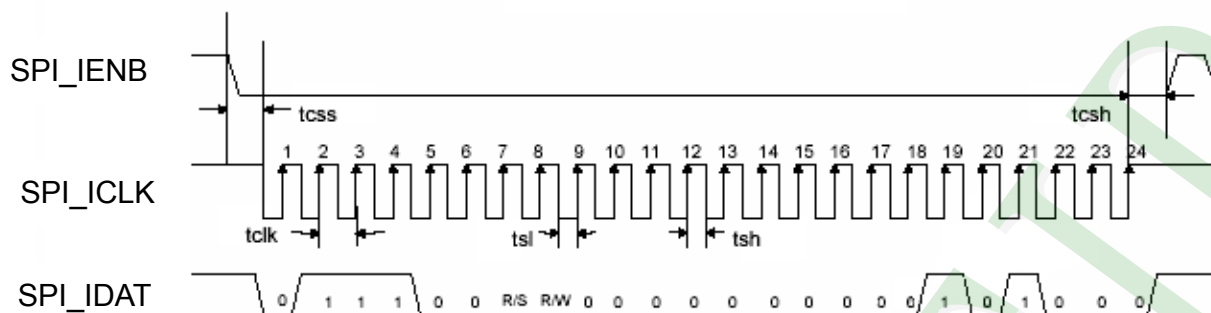 SPI_IENB
tcss tcsh
1 2 3 4 5 6 7 8 9 10 11 12 13 14 15 16 17 18 19 20 21 22 23 24
SPI_ICLK
tclk tsl tsh
SPI_IDAT 0 1 1 1 0 0 R/S R/W 0 0 0 0 0 0 0 0 0 0 1 0 1 0 0 0